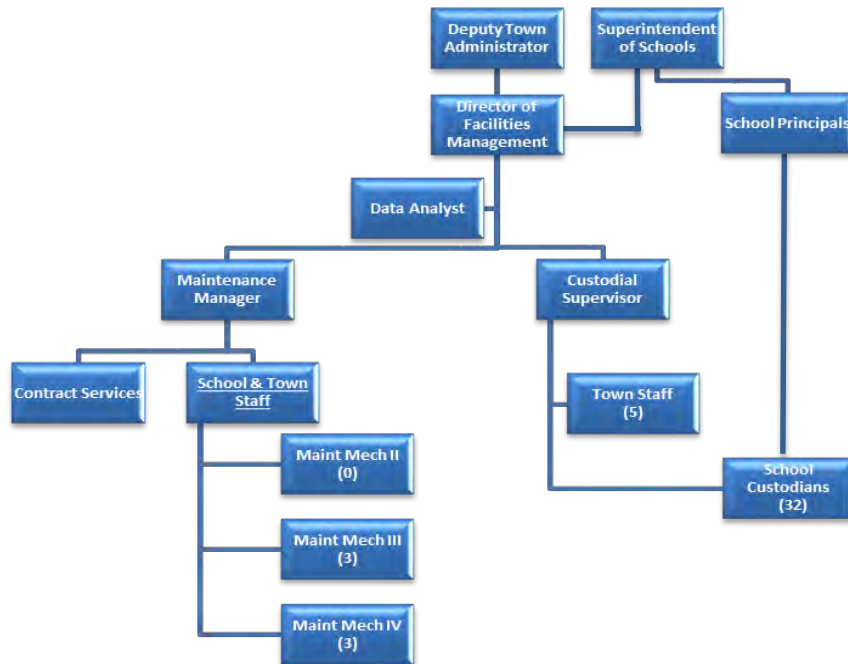 Deputy Town
Administrator
Superintendent
of Schools
Director of
Facilities
Management
School Principals
Data Analyst
Maintenance
Manager
Custodial
Supervisor
Contract Services
School & Town
Staff
Town Staff
(5)
Maint Mech II
(0)
School
Custodians
(32)
Maint Mech III
(3)
Maint Mech IV
(3)